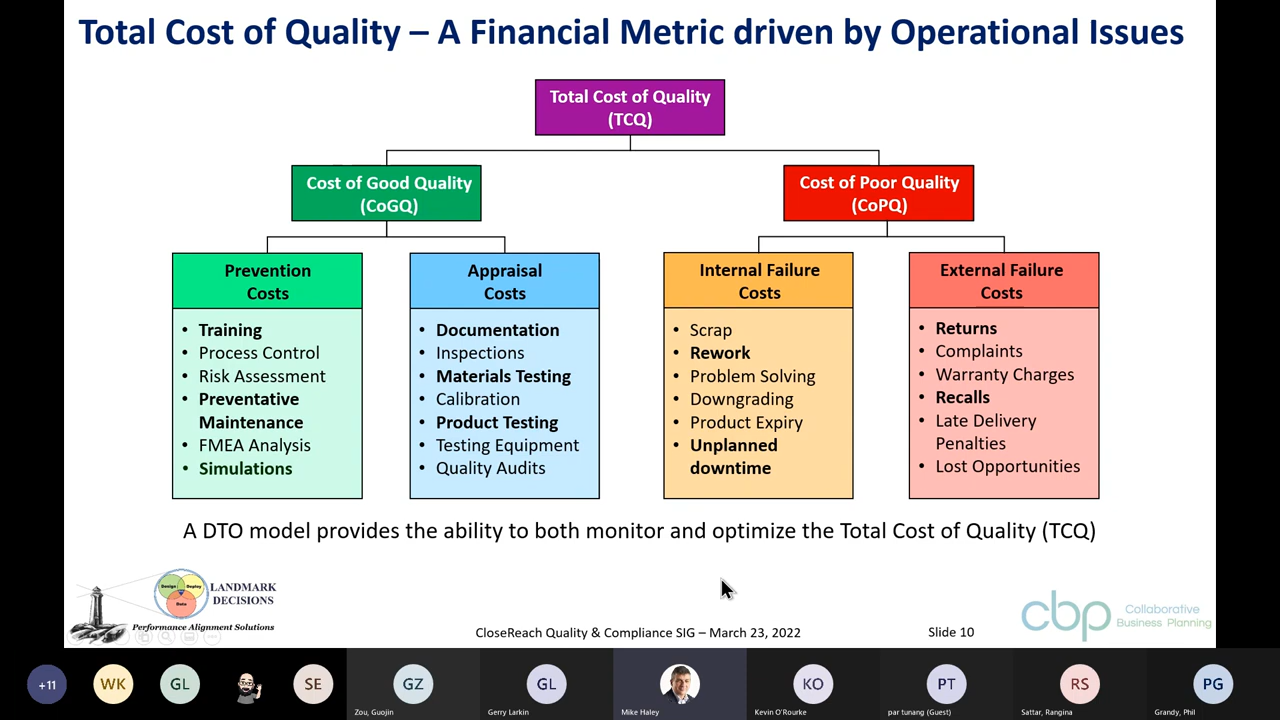 Total Cost of Quality – A Financial Metric driven by Operational Issues
Total Cost of Quality
(TCQ)
Cost of Good Quality
(CoGQ)
Cost of Poor Quality
(CoPQ)
Prevention
Costs
• Training
• Process Control
• Risk Assessment
• Preventative
Maintenance
• FMEA Analysis
• Simulations
Appraisal
Costs
• Documentation
• Inspections
• Materials Testing
• Calibration
• Product Testing
• Testing Equipment
• Quality Audits
Internal Failure
Costs
• Scrap
• Rework
• Problem Solving
• Downgrading
• Product Expiry
• Unplanned
downtime
External Failure
Costs
• Returns
• Complaints
• Warranty Charges
• Recalls
• Late Delivery
Penalties
• Lost Opportunities
A DTO model provides the ability to both monitor and optimize the Total Cost of Quality (TCQ)
Design
Deploy
Data
LANDMARK
DECISIONS
Performance Alignment Solutions
CloseReach Quality & Compliance SIG – March 23, 2022
Slide 10
cbp
Collaborative
Business Planning
+11
WK
GL
SE
GZ
Zou, Guojin
GL
Gerry Larkin
Mike Haley
KO
Kevin O'Rourke
PT
par tunang (Guest)
RS
Sattar, Rangina
PG
Grandy, Phil